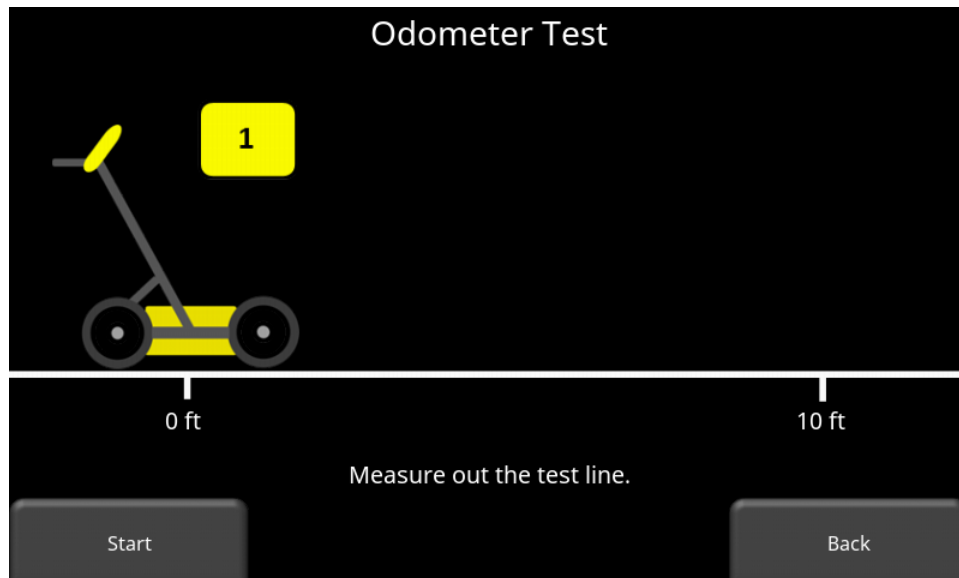 Odometer Test
1
0 ft
10 ft
Measure out the test line.
Start
Back